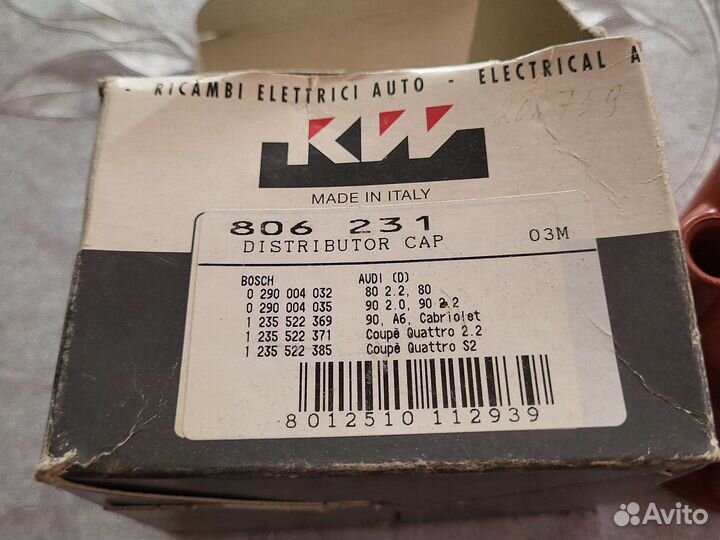 - RICAMBI ELETTRICI AUTO - ELECTRICAL A
KW
MADE IN ITALY
806 231
DISTRIBUTOR CAP 03M
BOSCH AUDI (D)
0 290 004 032 80 2.2, 80
0 290 004 035 90 2.0, 90 2.2
1 235 522 369 90, A6, Cabriolet
1 235 522 371 Coupè Quattro 2.2
1 235 522 385 Coupè Quattro S2
8012510 112939
Avito